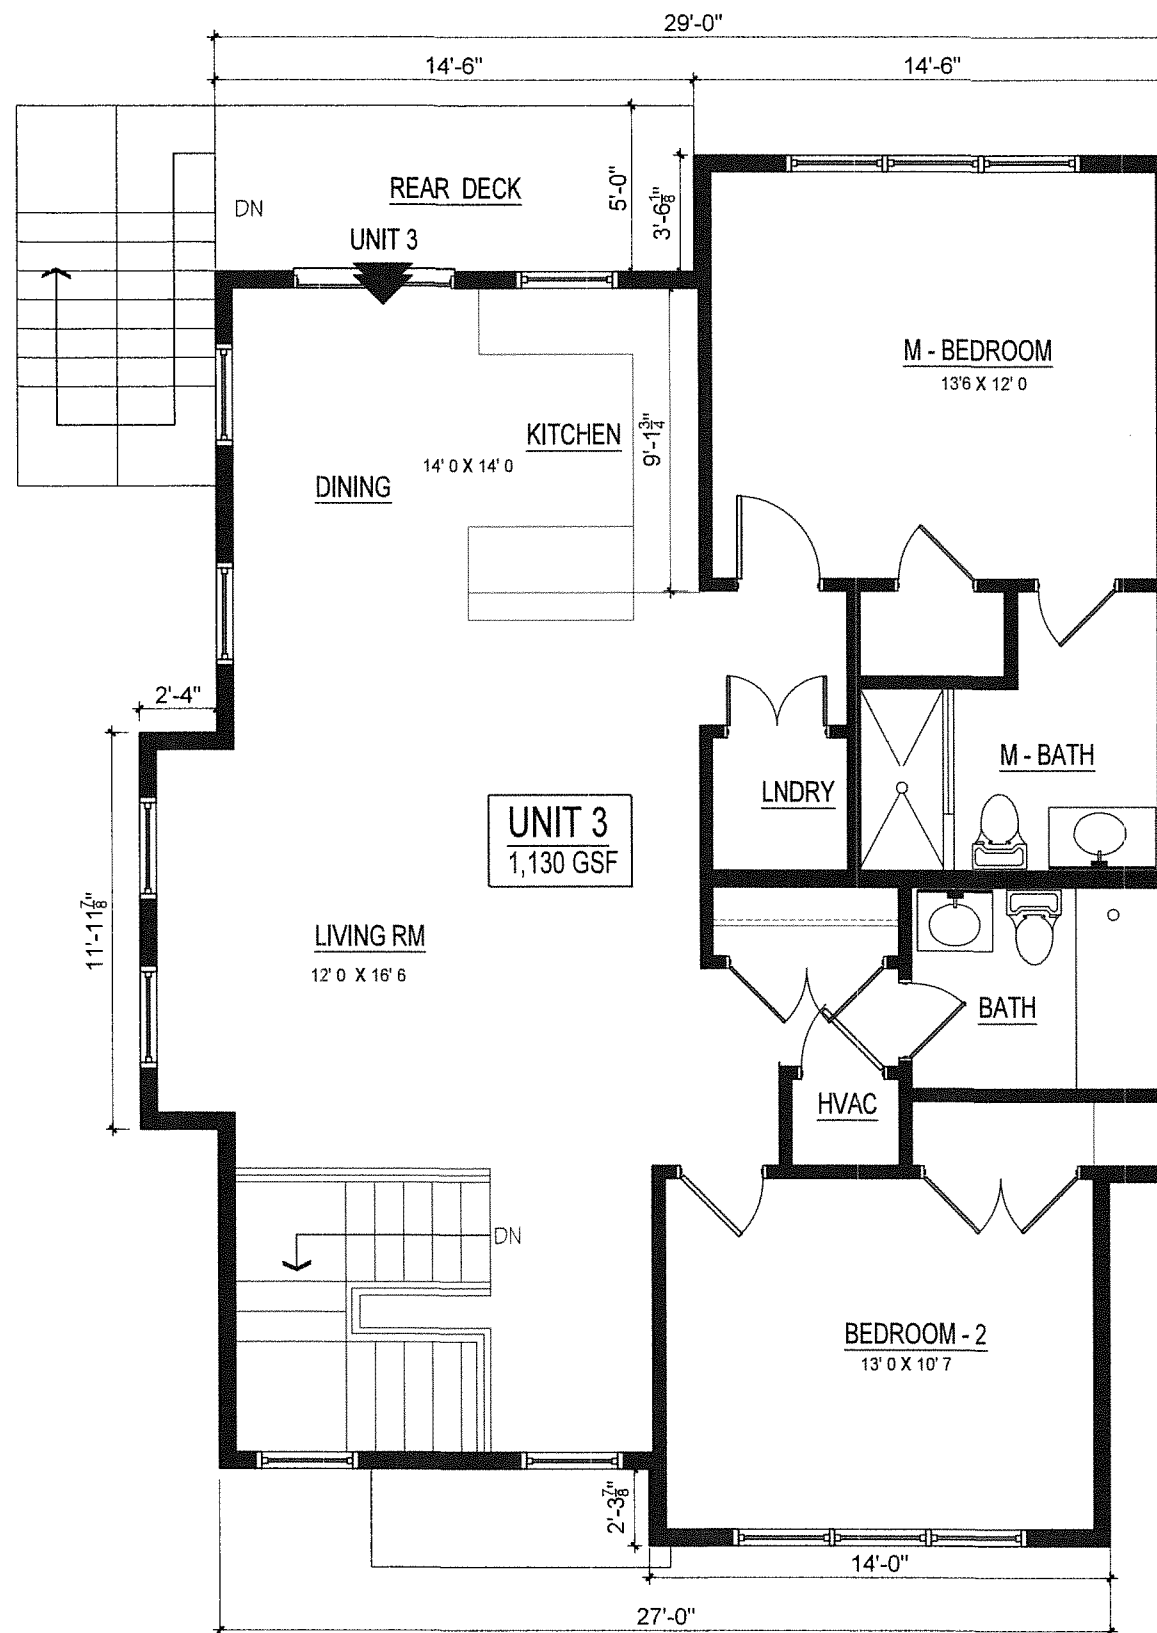 29'-0"
14'-6"
14'-6"
REAR DECK
5'-0"
3'-6 1/8"
DN
UNIT 3
M - BEDROOM
13'6 X 12' 0
KITCHEN
9'-1 3/4"
14' 0 X 14' 0
DINING
2'-4"
M - BATH
LNDRY
UNIT 3
1,130 GSF
11'-11 7/8"
LIVING RM
12' 0 X 16' 6
BATH
HVAC
DN
BEDROOM - 2
13' 0 X 10' 7
2'-3 7/8"
14'-0"
27'-0"